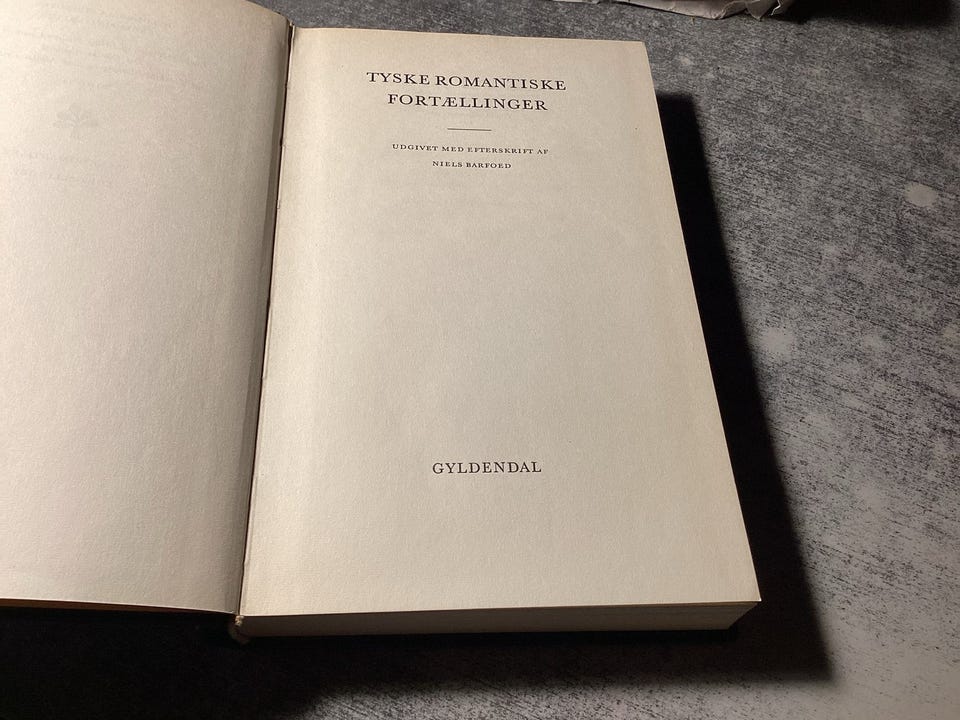 TYSKE ROMANTISKE
FORTÆLLINGER
UDGIVET MED EFTERSKRIFT AF
NIELS BARFOED
GYLDENDAL